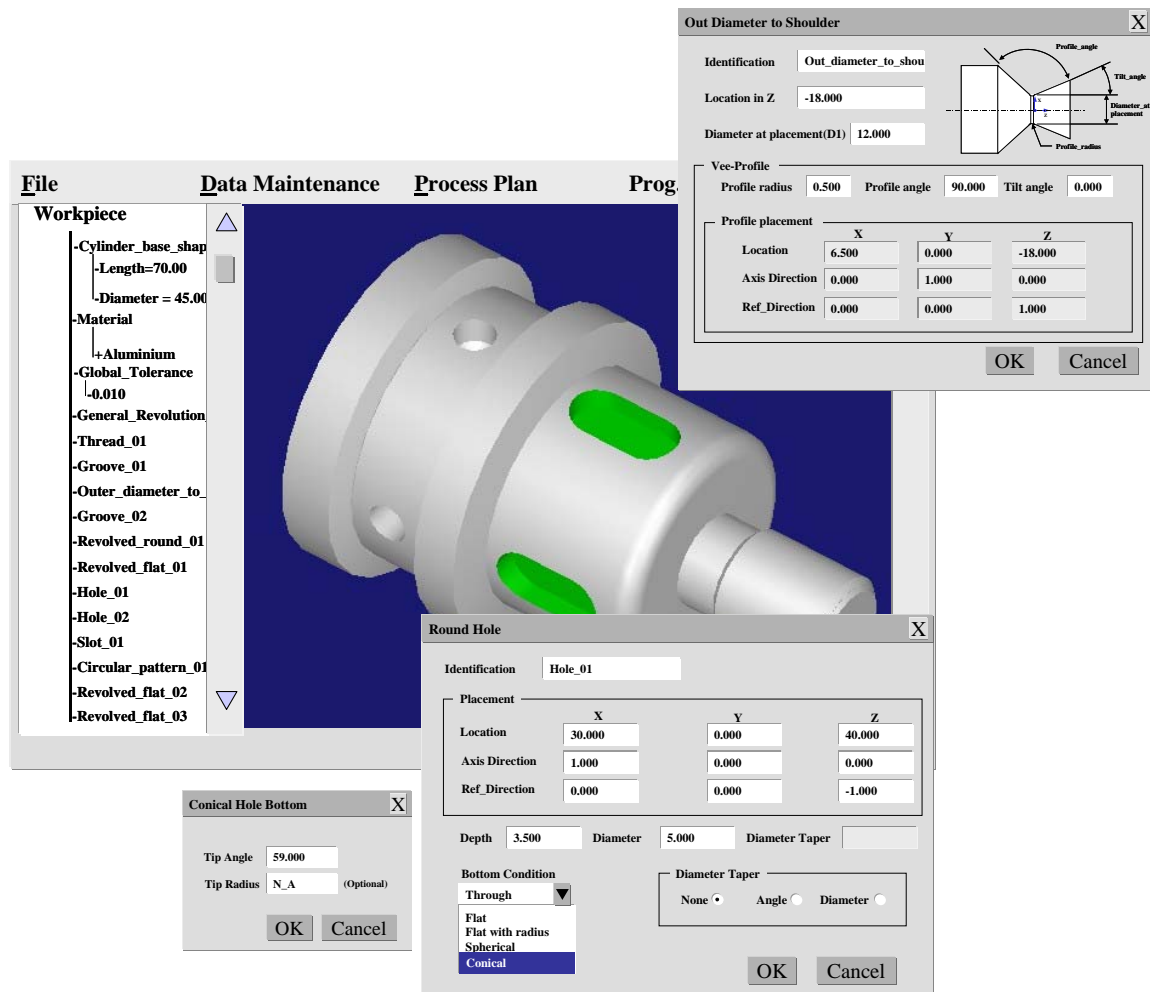 Out Diameter to Shoulder X
Identification Out_diameter_to_shou
Location in Z -18.000
Diameter at placement(D1) 12.000
Profile_angle
Tilt_angle
X
Diameter_at
placement
Z
Profile_radius
Vee-Profile
Profile radius 0.500 Profile angle 90.000 Tilt angle 0.000
Profile placement
X Y Z
Location 6.500 0.000 -18.000
Axis Direction 0.000 1.000 0.000
Ref_Direction 0.000 0.000 1.000
OK Cancel
File Data Maintenance Process Plan Prog.
Workpiece
-Cylinder_base_shap
-Length=70.00
-Diameter = 45.00
-Material
+Aluminium
-Global_Tolerance
-0.010
-General_Revolution
-Thread_01
-Groove_01
-Outer_diameter_to_
-Groove_02
-Revolved_round_01
-Revolved_flat_01
-Hole_01
-Hole_02
-Slot_01
-Circular_pattern_01
-Revolved_flat_02
-Revolved_flat_03
Round Hole X
Identification Hole_01
Placement
X Y Z
Location 30.000 0.000 40.000
Axis Direction 1.000 0.000 0.000
Ref_Direction 0.000 0.000 -1.000
Depth 3.500 Diameter 5.000 Diameter Taper
Bottom Condition
Through
Flat
Flat with radius
Spherical
Conical
Diameter Taper
None Angle Diameter
OK Cancel
Conical Hole Bottom X
Tip Angle 59.000
Tip Radius N_A (Optional)
OK Cancel